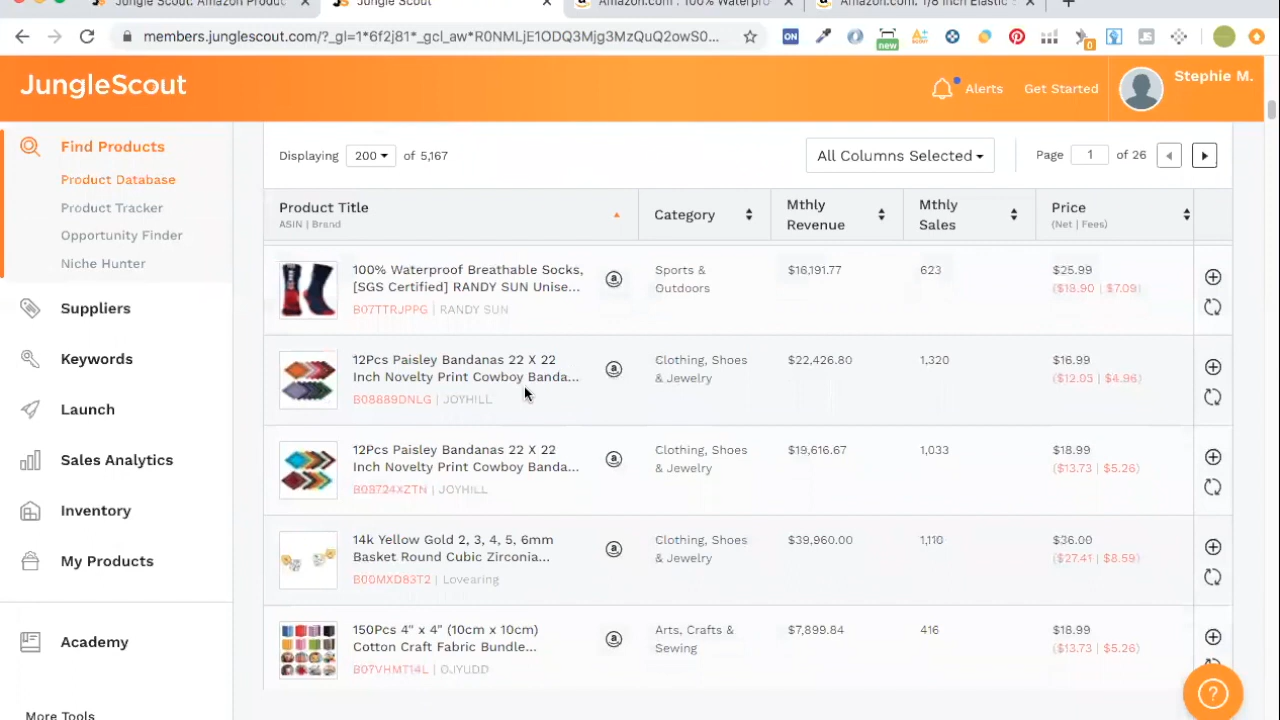 Jungle Scout: Amazon Produc
Jungle Scout
Amazon.com : 100% Waterpro
Amazon.com: 1/8 inch Elastic
members.junglescout.com/?_gl=1*6f2j81*_gcl_aw*R0NMLjE1ODQ3Mjg3MzQuQ2owS0...
ON
new
0
JungleScout
Alerts
Get Started
Stephie M.
Find Products
Product Database
Product Tracker
Opportunity Finder
Niche Hunter
Suppliers
Keywords
Launch
Sales Analytics
Inventory
My Products
Academy
More Tools
Displaying 200 of 5,167
All Columns Selected
Page 1 of 26
Product Title
ASIN | Brand
Category
Mthly
Revenue
Mthly
Sales
Price
(Net | Fees)
100% Waterproof Breathable Socks,
[SGS Certified] RANDY SUN Unise...
B07TTRJPPG | RANDY SUN
Sports &
Outdoors
$16,191.77
623
$25.99
($18.90 | $7.09)
12Pcs Paisley Bandanas 22 X 22
Inch Novelty Print Cowboy Banda...
B08889DNLG | JOYHILL
Clothing, Shoes
& Jewelry
$22,426.80
1,320
$16.99
($12.03 | $4.96)
12Pcs Paisley Bandanas 22 X 22
Inch Novelty Print Cowboy Banda...
JOYHILL
Clothing, Shoes
& Jewelry
$19,616.67
1,033
$18.99
($13.73 | $5.26)
14k Yellow Gold 2, 3, 4, 5, 6mm
Basket Round Cubic Zirconia...
B00MXD83T2 | Lovearing
Clothing, Shoes
& Jewelry
$39,960.00
1,110
$36.00
($27.41 | $8.59)
150Pcs 4" x 4" (10cm x 10cm)
Cotton Craft Fabric Bundle...
B07VHMT14L | OJYUDD
Arts, Crafts &
Sewing
$7,899.84
416
$18.99
($13.73 | $5.26)
?